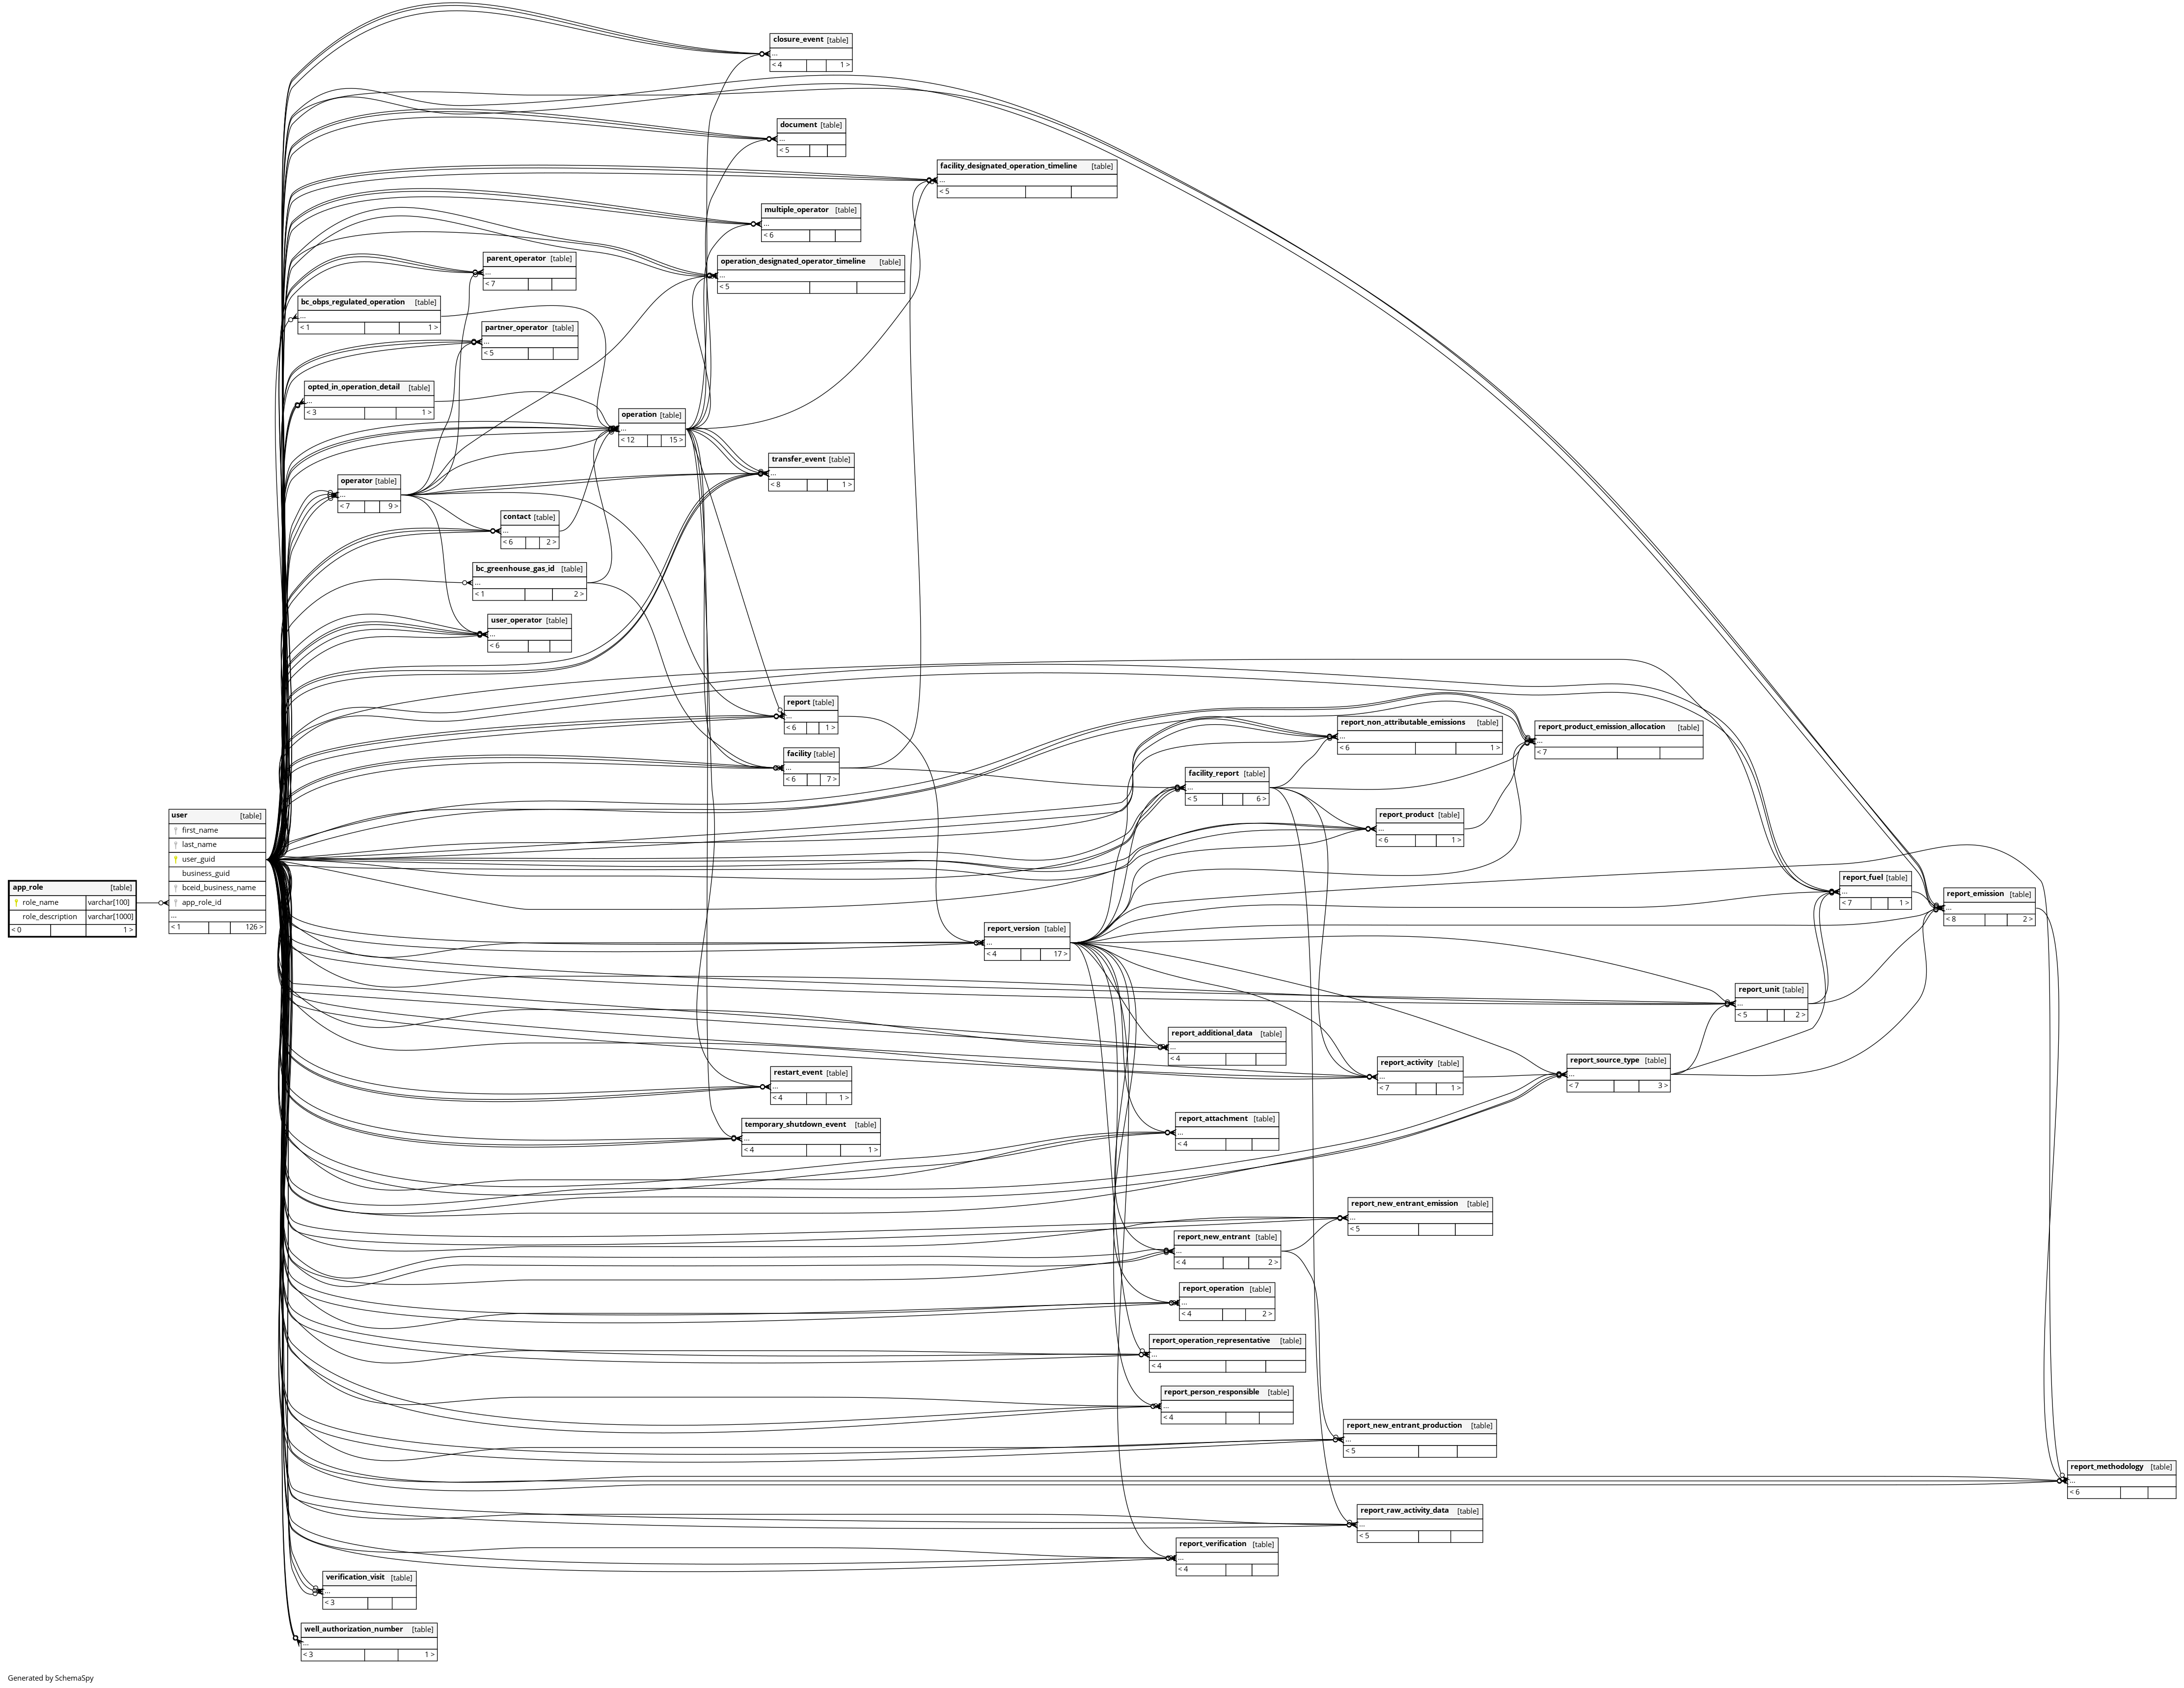 closure_event [table]
...
< 4 1 >
document [table]
...
< 5
facility_designated_operation_timeline [table]
...
< 5
multiple_operator [table]
...
< 6
parent_operator [table]
...
< 7
operation_designated_operator_timeline [table]
...
< 5
bc_obps_regulated_operation [table]
...
< 1 1 >
partner_operator [table]
...
< 5
opted_in_operation_detail [table]
...
< 3 1 >
operation [table]
...
< 12 15 >
transfer_event [table]
...
< 8 1 >
operator [table]
...
< 7 9 >
contact [table]
...
< 6 2 >
bc_greenhouse_gas_id [table]
...
< 1 2 >
user_operator [table]
...
< 6
report [table]
...
< 6 1 >
report_non_attributable_emissions [table]
...
< 6 1 >
report_product_emission_allocation [table]
...
< 7
facility [table]
...
< 6 7 >
facility_report [table]
...
< 5 6 >
report_product [table]
...
< 6 1 >
user [table]
first_name
last_name
user_guid
business_guid
bceid_business_name
app_role_id
...
< 1 126 >
app_role [table]
role_name varchar[100]
role_description varchar[1000]
< 0 1 >
report_fuel [table]
...
< 7 1 >
report_emission [table]
...
< 8 2 >
report_version [table]
...
< 4 17 >
report_unit [table]
...
< 5 2 >
report_additional_data [table]
...
< 4
report_activity [table]
...
< 7 1 >
report_source_type [table]
...
< 7 3 >
restart_event [table]
...
< 4 1 >
temporary_shutdown_event [table]
...
< 4 1 >
report_attachment [table]
...
< 4
report_new_entrant_emission [table]
...
< 5
report_new_entrant [table]
...
< 4 2 >
report_operation [table]
...
< 4 2 >
report_operation_representative [table]
...
< 4
report_person_responsible [table]
...
< 4
report_new_entrant_production [table]
...
< 5
report_methodology [table]
...
< 6
report_raw_activity_data [table]
...
< 5
report_verification [table]
...
< 4
verification_visit [table]
...
< 3
well_authorization_number [table]
...
< 3 1 >
Generated by SchemaSpy